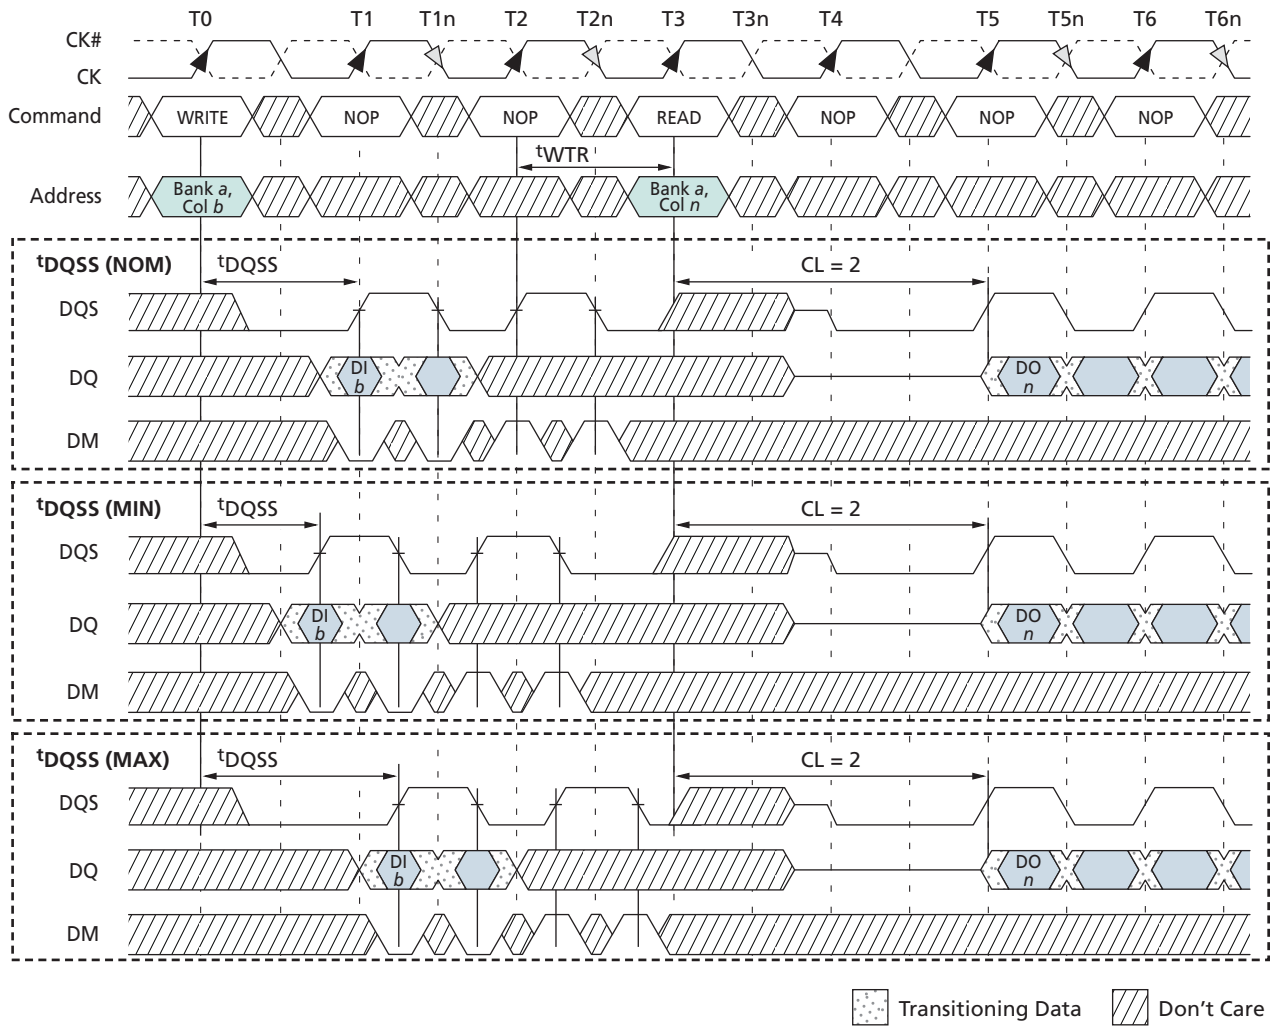 T0 T1 T1n T2 T2n T3 T3n T4 T5 T5n T6 T6n
CK#
CK
Command WRITE NOP NOP READ NOP NOP NOP
tWTR
Address Bank a, Col b Bank a, Col n
tDQSS (NOM) tDQSS CL = 2
DQS
DQ DI b DO n
DM
tDQSS (MIN) tDQSS CL = 2
DQS
DQ DI b DO n
DM
tDQSS (MAX) tDQSS CL = 2
DQS
DQ DI b DO n
DM
Transitioning Data Don't Care